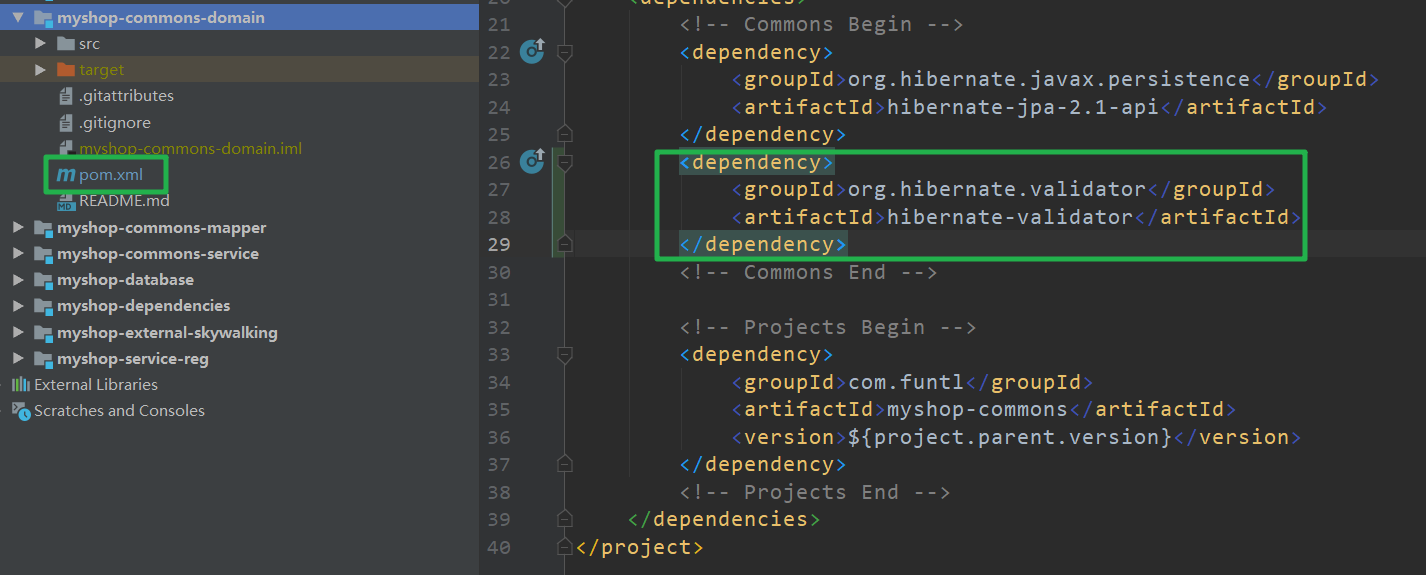 myshop-commons-domain
src
target
.gitattributes
.gitignore
myshop-commons-domain.iml
pom.xml
README.md
myshop-commons-mapper
myshop-commons-service
myshop-database
myshop-dependencies
myshop-external-skywalking
myshop-service-reg
External Libraries
Scratches and Consoles
20 <dependencies>
21 <!-- Commons Begin -->
22 <dependency>
23 <groupId>org.hibernate.javax.persistence</groupId>
24 <artifactId>hibernate-jpa-2.1-api</artifactId>
25 </dependency>
26 <dependency>
27 <groupId>org.hibernate.validator</groupId>
28 <artifactId>hibernate-validator</artifactId>
29 </dependency>
30 <!-- Commons End -->
31
32 <!-- Projects Begin -->
33 <dependency>
34 <groupId>com.funtl</groupId>
35 <artifactId>myshop-commons</artifactId>
36 <version>${project.parent.version}</version>
37 </dependency>
38 <!-- Projects End -->
39 </dependencies>
40 </project>